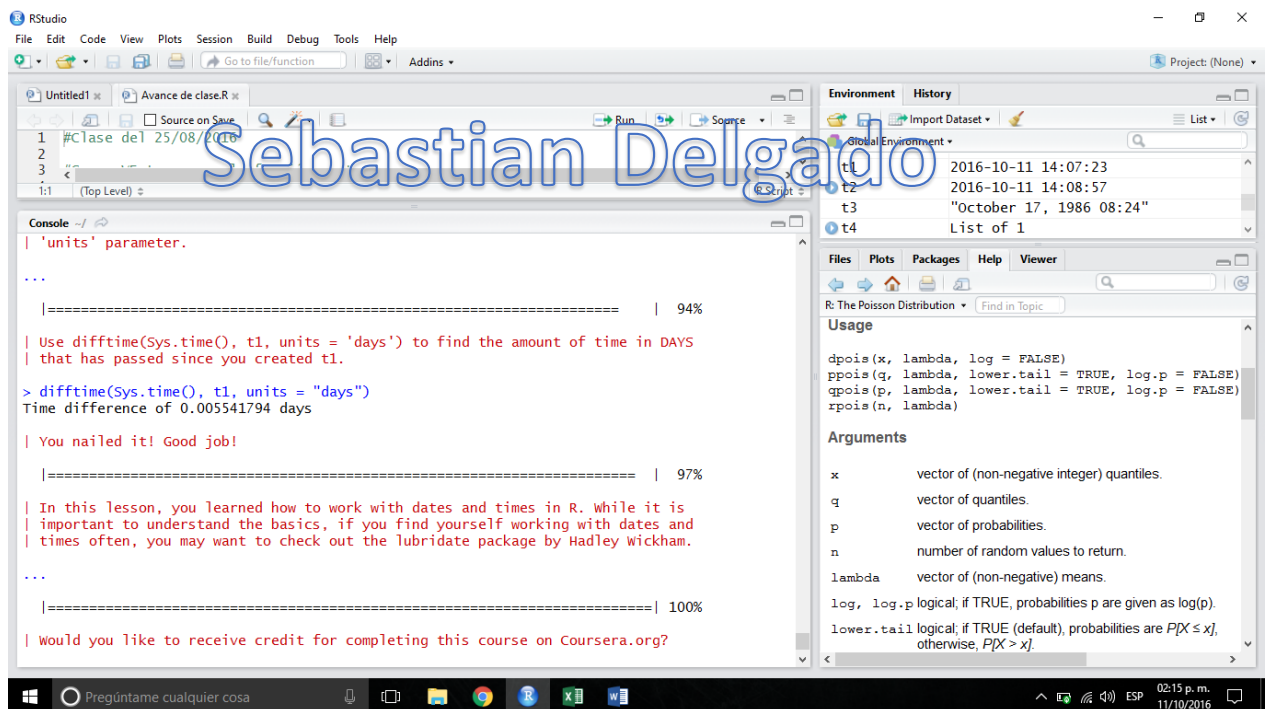 RStudio
File Edit Code View Plots Session Build Debug Tools Help
Go to file/function Addins Project: (None)
Untitled1 Avance de clase.R
Source on Save Run Source
1 #Clase del 25/08/2016
2
3
1:1 (Top Level) R Script
Sebastian Delgado
Console ~/
| 'units' parameter.
...
|====================================================================== | 94%
| Use difftime(Sys.time(), t1, units = 'days') to find the amount of time in DAYS
| that has passed since you created t1.
> difftime(Sys.time(), t1, units = "days")
Time difference of 0.005541794 days
| You nailed it! Good job!
|======================================================================== | 97%
| In this lesson, you learned how to work with dates and times in R. While it is
| important to understand the basics, if you find yourself working with dates and
| times often, you may want to check out the lubridate package by Hadley Wickham.
...
|==========================================================================| 100%
| Would you like to receive credit for completing this course on Coursera.org?
Environment History
Import Dataset List
Global Environment
t1 2016-10-11 14:07:23
t2 2016-10-11 14:08:57
t3 "October 17, 1986 08:24"
t4 List of 1
Files Plots Packages Help Viewer
R: The Poisson Distribution Find in Topic
Usage
dpois(x, lambda, log = FALSE)
ppois(q, lambda, lower.tail = TRUE, log.p = FALSE)
qpois(p, lambda, lower.tail = TRUE, log.p = FALSE)
rpois(n, lambda)
Arguments
x vector of (non-negative integer) quantiles.
q vector of quantiles.
p vector of probabilities.
n number of random values to return.
lambda vector of (non-negative) means.
log, log.p logical; if TRUE, probabilities p are given as log(p).
lower.tail logical; if TRUE (default), probabilities are P[X ≤ x],
otherwise, P[X > x].
Pregúntame cualquier cosa ESP 02:15 p. m.
11/10/2016